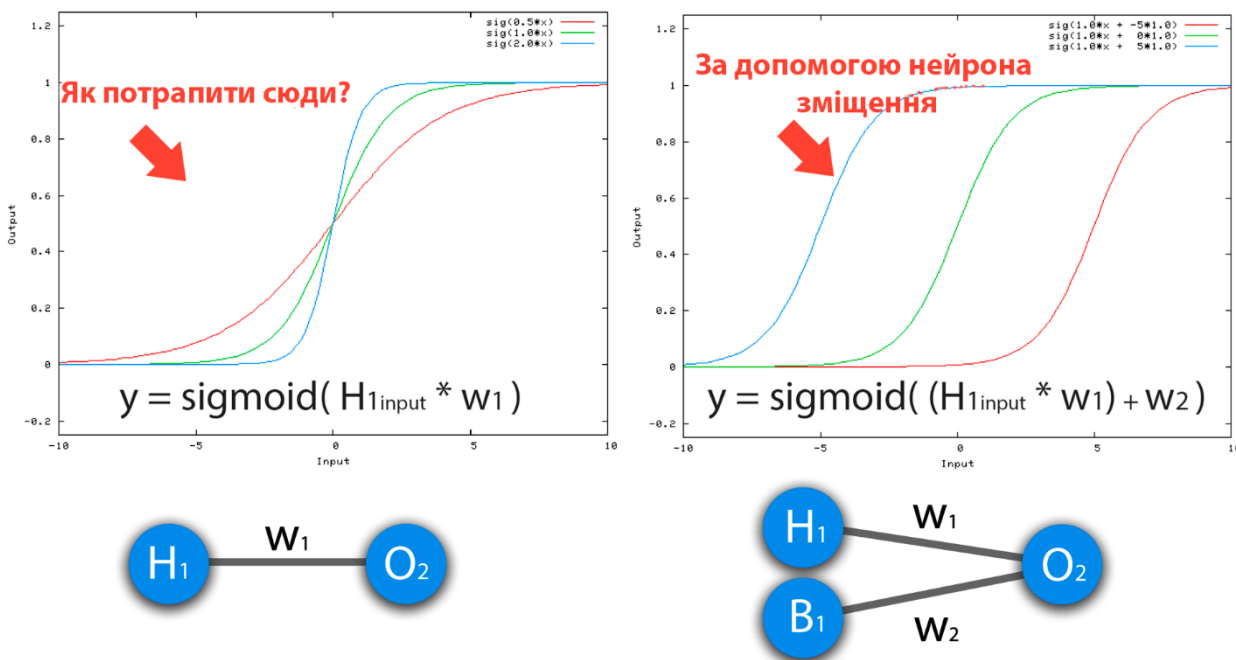 1.2
1
0.8
0.6
0.4
0.2
0
-0.2
Output
sig(0.5*x)
sig(1.0*x)
sig(2.0*x)
Як потрапити сюди?
y = sigmoid( H1input * w1 )
-10
-5
0
5
10
Input
1.2
1
0.8
0.6
0.4
0.2
0
-0.2
Output
sig(1.0*x + -5*1.0)
sig(1.0*x + 0*1.0)
sig(1.0*x + 5*1.0)
За допомогою нейрона
зміщення
y = sigmoid( (H1input * w1) + w2)
-10
-5
0
5
10
Input
H1
w1
O2
H1
w1
O2
B1
w2